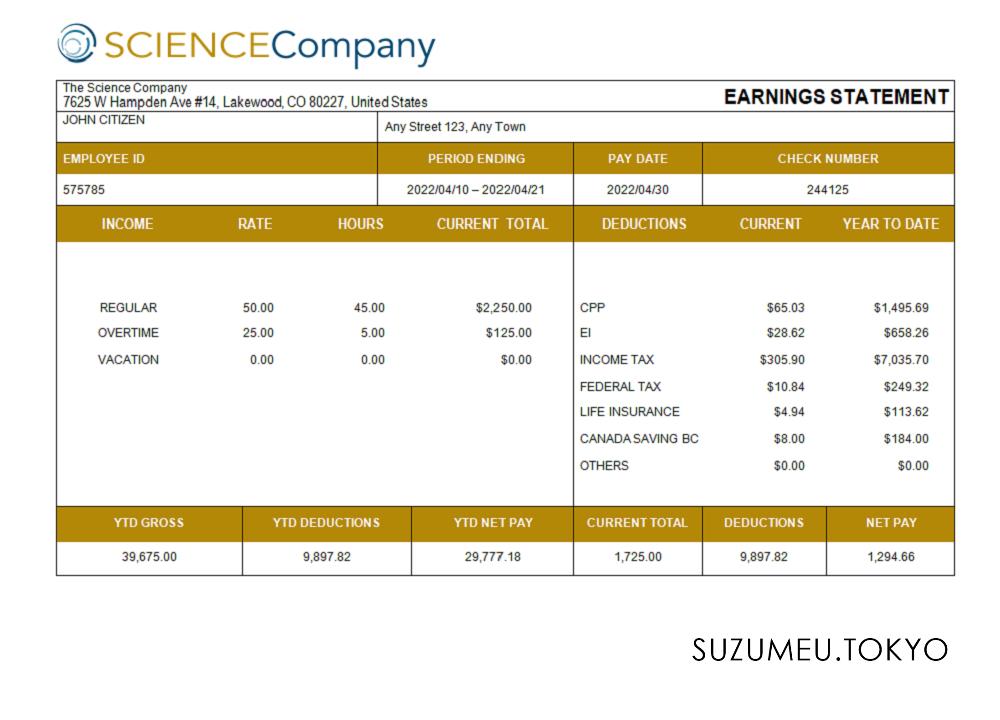 SCIENCECompany
The Science Company
7625 W Hampden Ave #14, Lakewood, CO 80227, United States
EARNINGS STATEMENT
JOHN CITIZEN
Any Street 123, Any Town
EMPLOYEE ID PERIOD ENDING PAY DATE CHECK NUMBER
575785 2022/04/10 – 2022/04/21 2022/04/30 244125
INCOME RATE HOURS CURRENT TOTAL DEDUCTIONS CURRENT YEAR TO DATE
REGULAR 50.00 45.00 $2,250.00 CPP $65.03 $1,495.69
OVERTIME 25.00 5.00 $125.00 EI $28.62 $658.26
VACATION 0.00 0.00 $0.00 INCOME TAX $305.90 $7,035.70
FEDERAL TAX $10.84 $249.32
LIFE INSURANCE $4.94 $113.62
CANADA SAVING BC $8.00 $184.00
OTHERS $0.00 $0.00
YTD GROSS YTD DEDUCTIONS YTD NET PAY CURRENT TOTAL DEDUCTIONS NET PAY
39,675.00 9,897.82 29,777.18 1,725.00 9,897.82 1,294.66
SUZUMEU.TOKYO